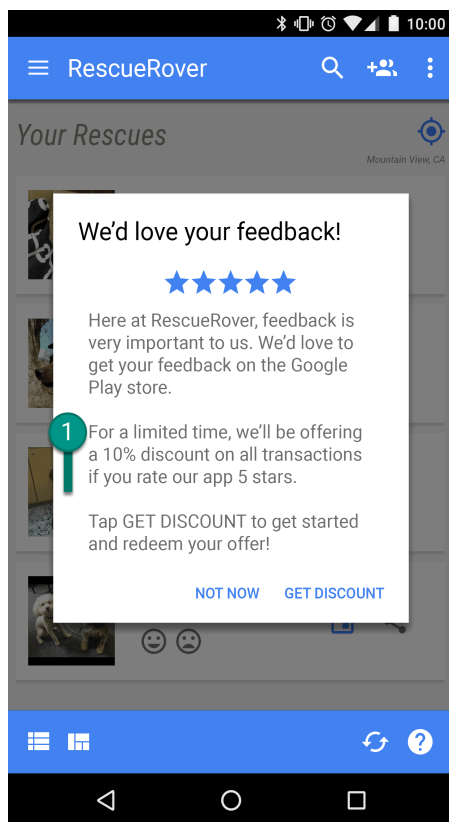 10:00
RescueRover
Your Rescues
Mountain View, CA
We'd love your feedback!
Here at RescueRover, feedback is
very important to us. We'd love to
get your feedback on the Google
Play store.
1
For a limited time, we'll be offering
a 10% discount on all transactions
if you rate our app 5 stars.
Tap GET DISCOUNT to get started
and redeem your offer!
NOT NOW GET DISCOUNT